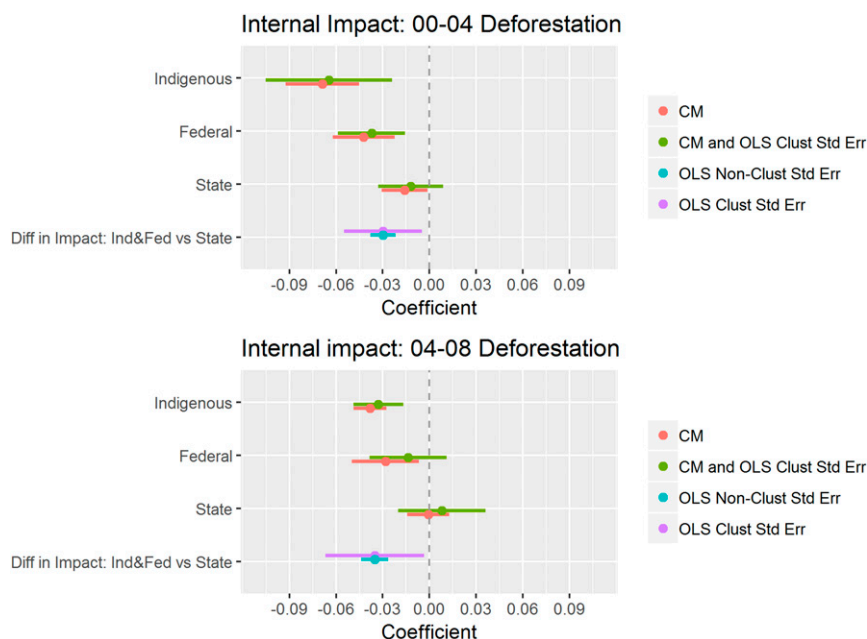 Internal Impact: 00-04 Deforestation
Indigenous
Federal
State
Diff in Impact: Ind&Fed vs State
-0.09 -0.06 -0.03 0.00 0.03 0.06 0.09
Coefficient
CM
CM and OLS Clust Std Err
OLS Non-Clust Std Err
OLS Clust Std Err
Internal impact: 04-08 Deforestation
Indigenous
Federal
State
Diff in Impact: Ind&Fed vs State
-0.09 -0.06 -0.03 0.00 0.03 0.06 0.09
Coefficient
CM
CM and OLS Clust Std Err
OLS Non-Clust Std Err
OLS Clust Std Err